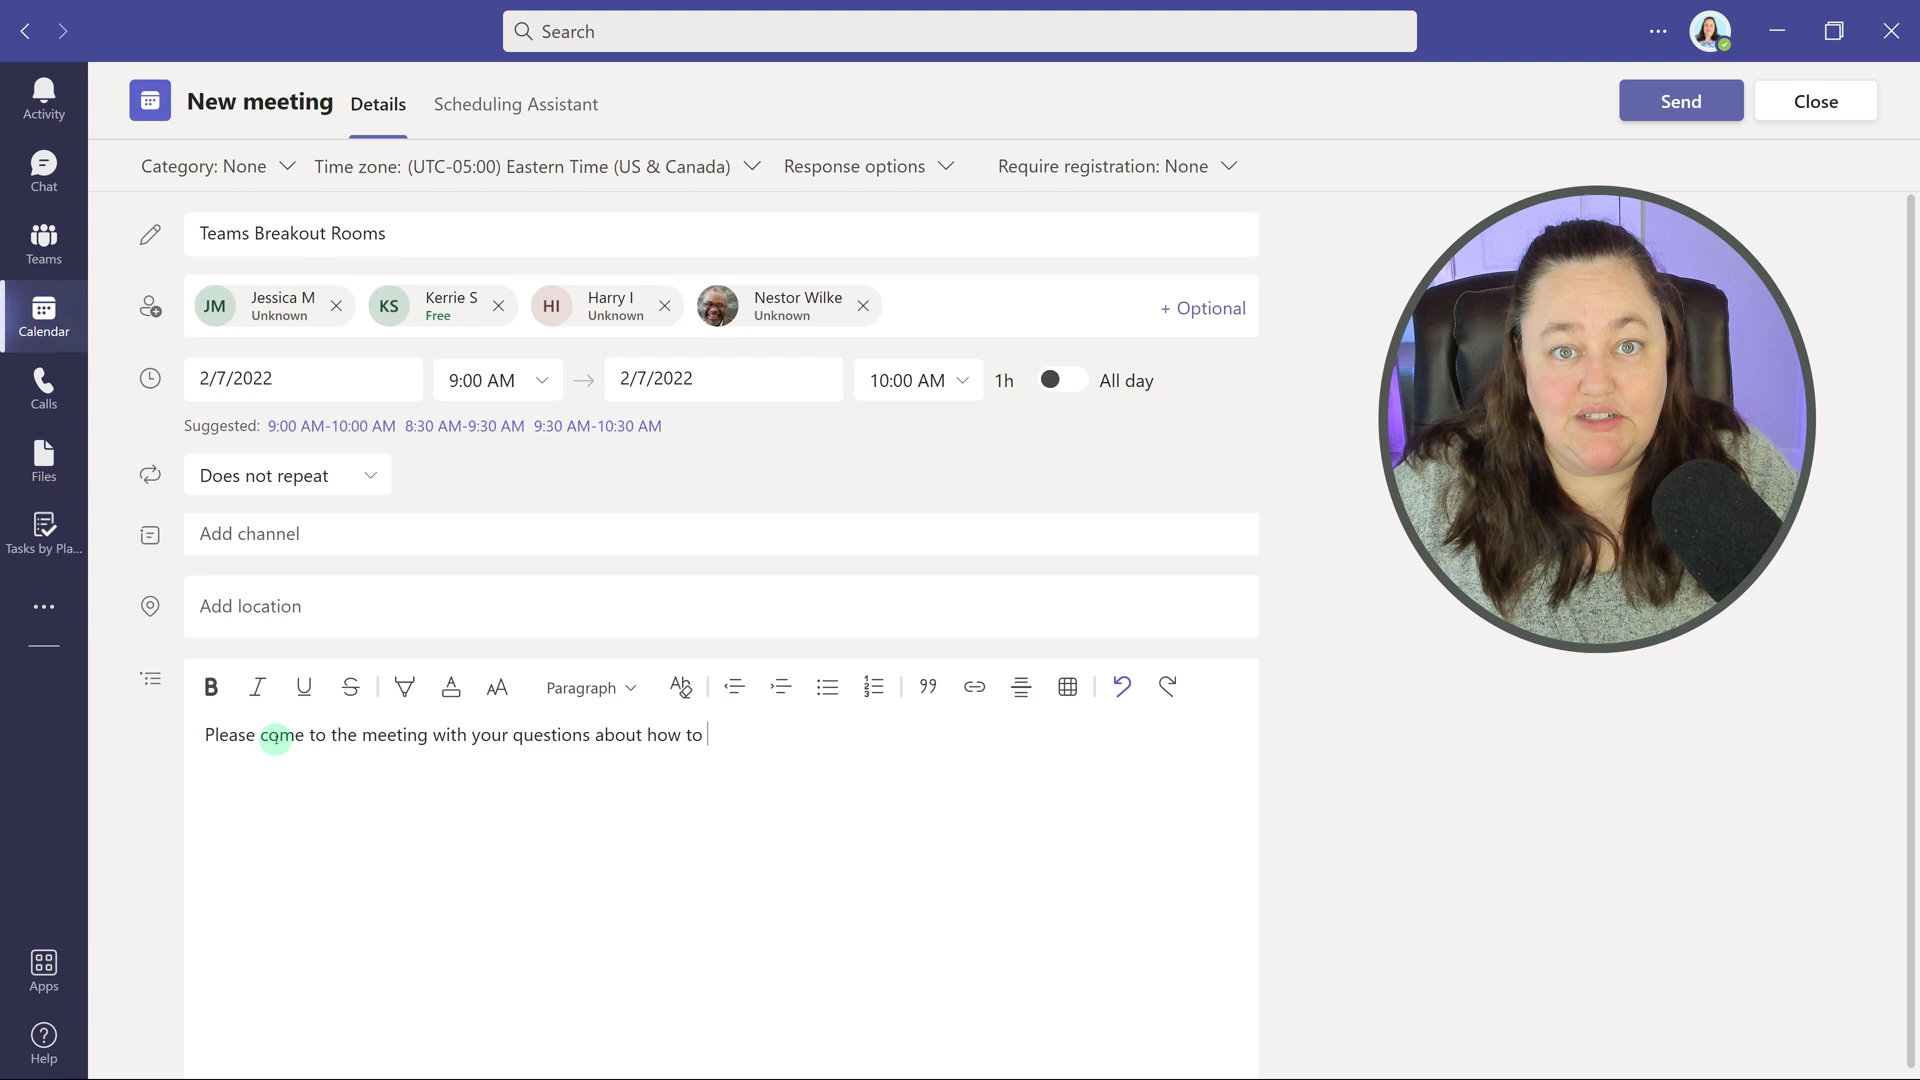 Search
Activity
Chat
Teams
Calendar
Calls
Files
Tasks by Pla...
Apps
Help
New meeting
Details
Scheduling Assistant
Send
Close
Category: None
Time zone: (UTC-05:00) Eastern Time (US & Canada)
Response options
Require registration: None
Teams Breakout Rooms
JM
Jessica M
Unknown
KS
Kerrie S
Free
HI
Harry I
Unknown
Nestor Wilke
Unknown
+ Optional
2/7/2022
9:00 AM
2/7/2022
10:00 AM
1h
All day
Suggested: 9:00 AM-10:00 AM 8:30 AM-9:30 AM 9:30 AM-10:30 AM
Does not repeat
Add channel
Add location
Paragraph
Please come to the meeting with your questions about how to